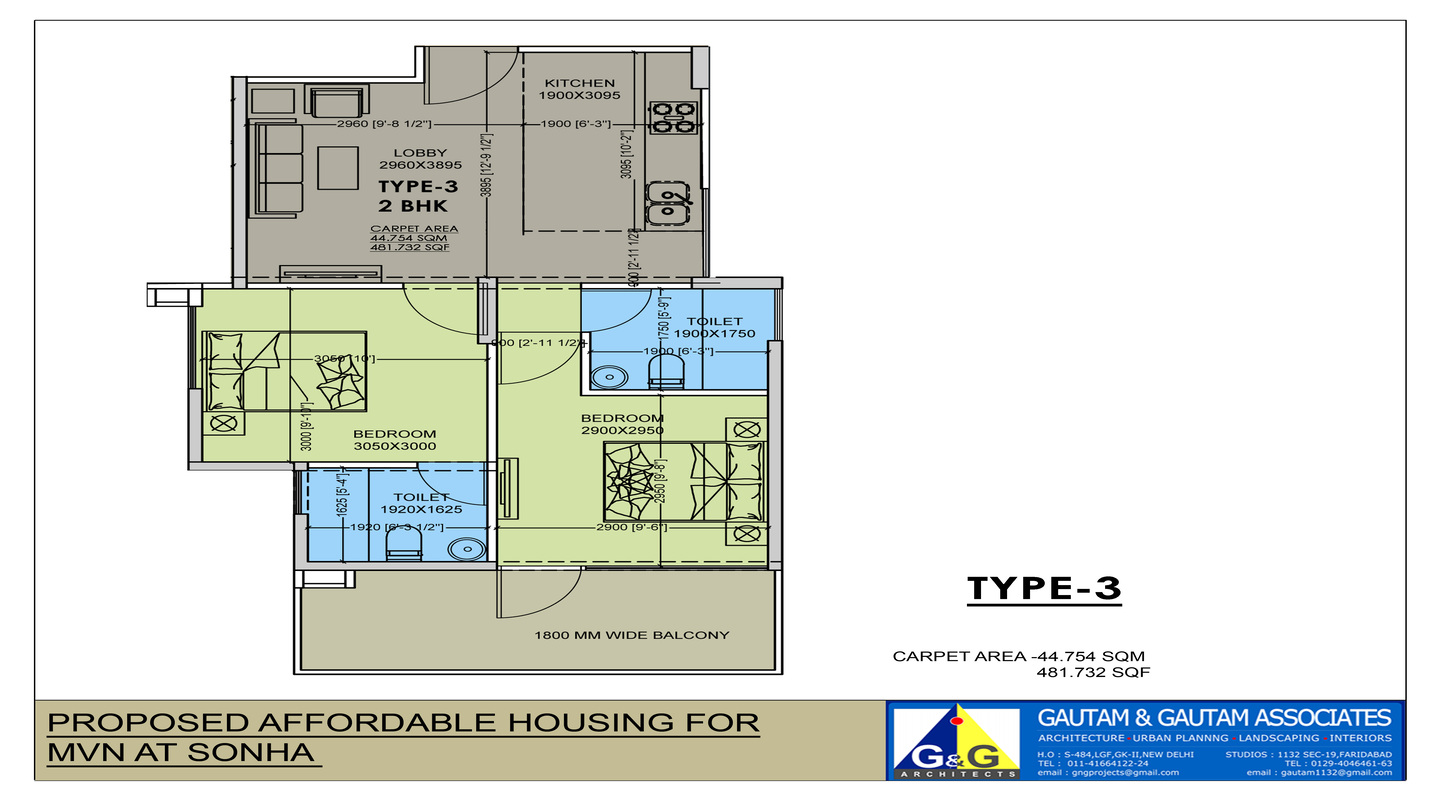 KITCHEN
1900X3095
2960 [9'-8 1/2"]
1900 [6'-3"]
LOBBY
2960X3895
3895 [12'-9 1/2"]
3095 [10'-2"]
TYPE-3
2 BHK
CARPET AREA
44.754 SQM
481.732 SQF
900 [2'-11 1/2"]
TOILET
1900X1750
1750 [5'-9"]
900 [2'-11 1/2"]
1900 [6'-3"]
3050 [10']
3000 [9'-10"]
BEDROOM
3050X3000
BEDROOM
2900X2950
2950 [9'-8"]
TOILET
1920X1625
1625 [5'-4"]
1920 [6'-3 1/2"]
2900 [9'-6"]
1800 MM WIDE BALCONY
TYPE-3
CARPET AREA -44.754 SQM
481.732 SQF
PROPOSED AFFORDABLE HOUSING FOR
MVN AT SONHA
G&G
ARCHITECTS
GAUTAM & GAUTAM ASSOCIATES
ARCHITECTURE URBAN PLANNNG LANDSCAPING INTERIORS
H.O : S-484,LGF,GK-II,NEW DELHI
TEL : 011-41664122-24
email : gngprojects@gmail.com
STUDIOS : 1132 SEC-19,FARIDABAD
TEL : 0129-4046461-63
email : gautam1132@gmail.com